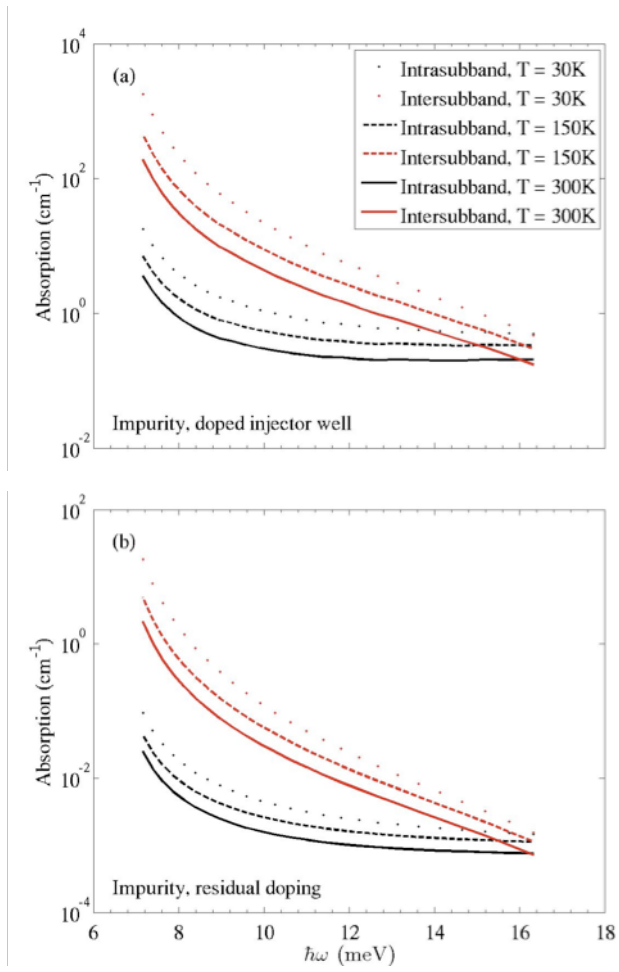 10^4
(a)
Intrasubband, T = 30K
Intersubband, T = 30K
Intrasubband, T = 150K
Intersubband, T = 150K
Intrasubband, T = 300K
Intersubband, T = 300K
10^2
Absorption (cm^-1)
10^0
Impurity, doped injector well
10^-2
10^2
(b)
10^0
Absorption (cm^-1)
10^-2
Impurity, residual doping
10^-4
6 8 10 12 14 16 18
ħω (meV)